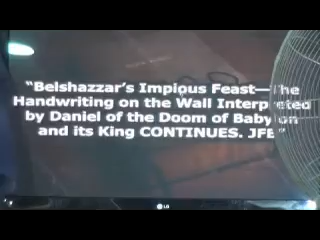 “Belshazzar’s Impious Feast—The
Handwriting on the Wall Interpreted
by Daniel of the Doom of Babylon
and its King CONTINUES. JFB”
LG